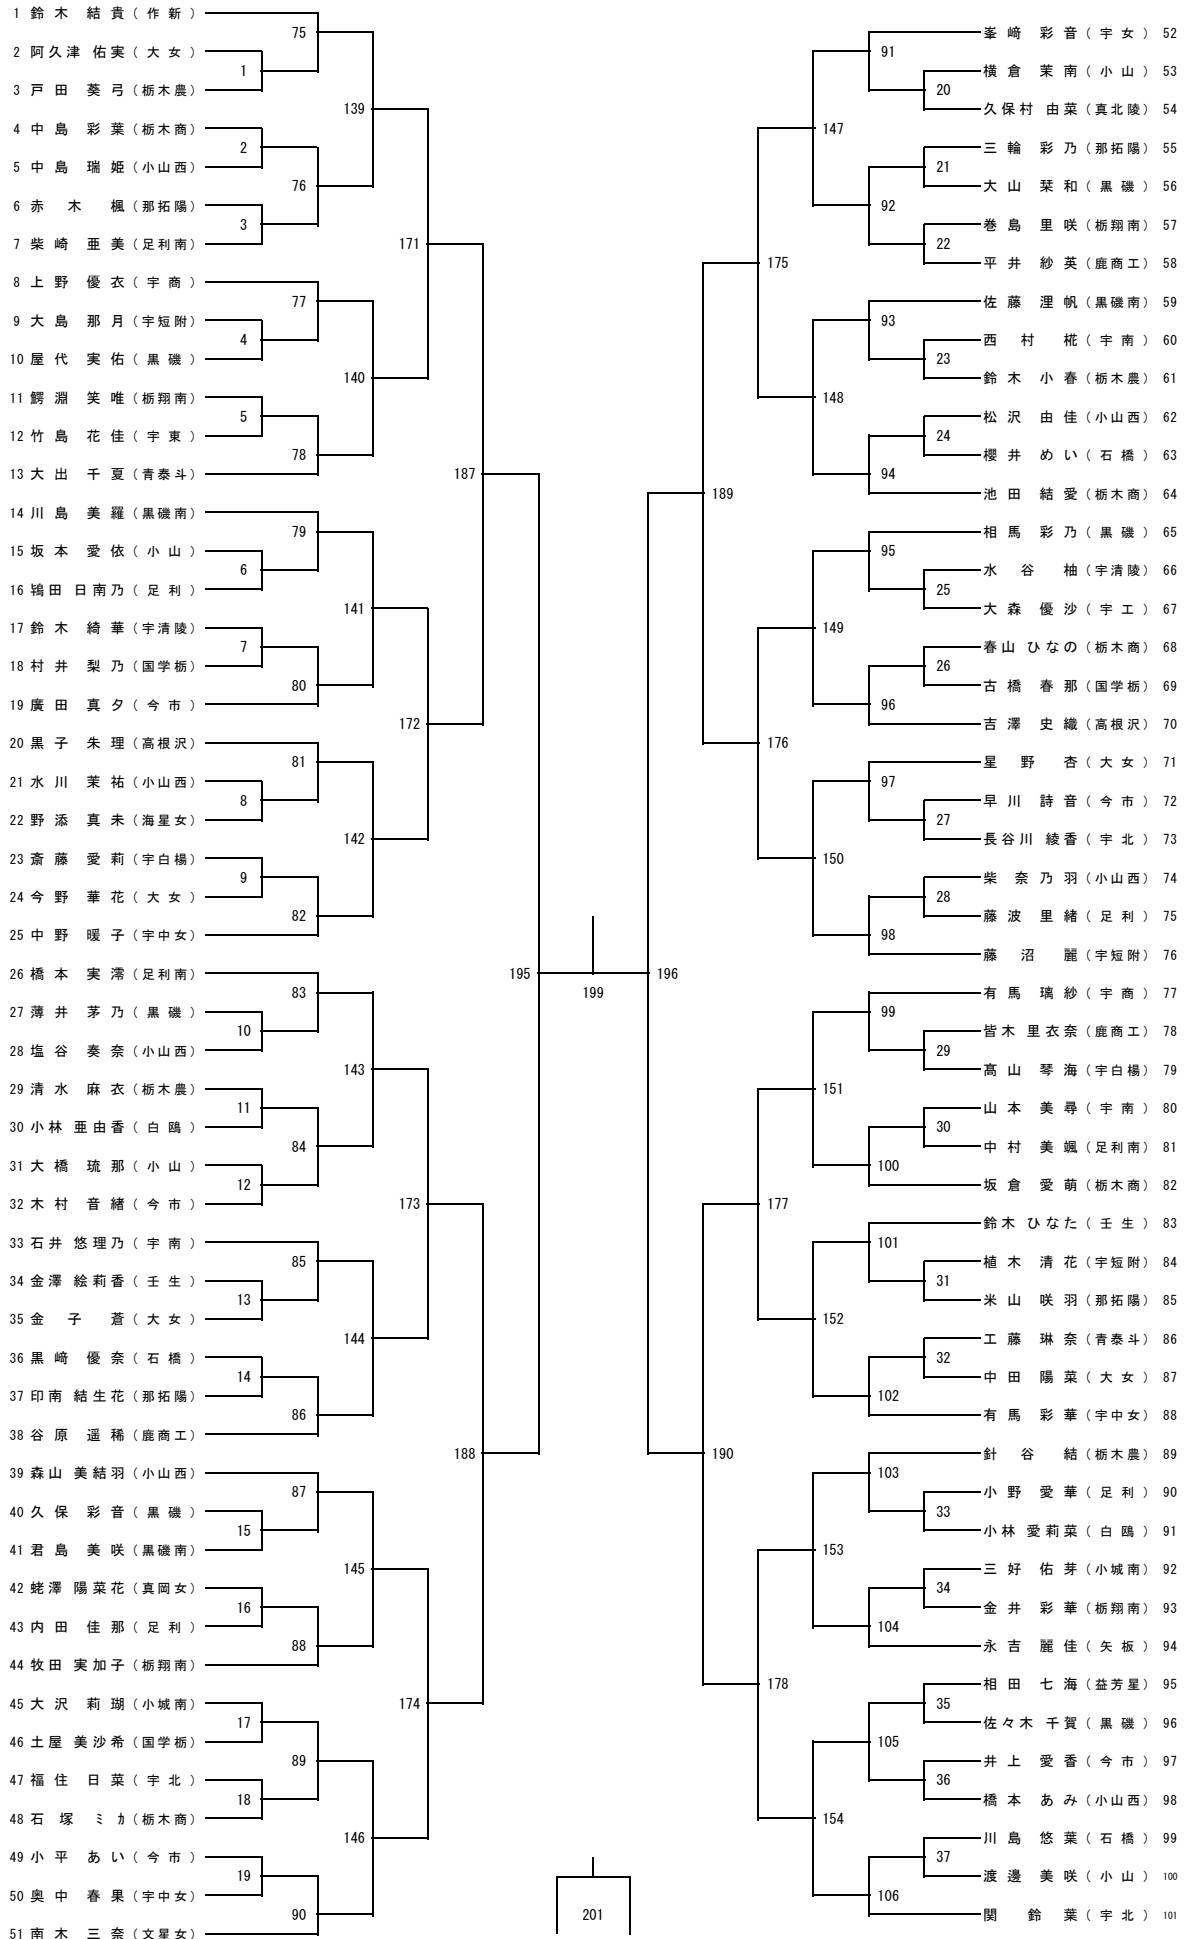 1 鈴木 結貴（作新）
2 阿久津 佑実（大女）
3 戸田 葵弓（栃木農）
4 中島 彩葉（栃木商）
5 中島 瑞姫（小山西）
6 赤木 楓（那拓陽）
7 柴崎 亜美（足利南）
8 上野 優衣（宇商）
9 大島 那月（宇短附）
10 屋代 実佑（黒磯）
11 鰐淵 笑唯（栃翔南）
12 竹島 花佳（宇東）
13 大出 千夏（青泰斗）
14 川島 美羅（黒磯南）
15 坂本 愛依（小山）
16 鴇田 日南乃（足利）
17 鈴木 綺華（宇清陵）
18 村井 梨乃（国学栃）
19 廣田 真夕（今市）
20 黒子 朱理（高根沢）
21 水川 茉祐（小山西）
22 野添 真未（海星女）
23 斎藤 愛莉（宇白楊）
24 今野 華花（大女）
25 中野 暖子（宇中女）
26 橋本 実澪（足利南）
27 薄井 茅乃（黒磯）
28 塩谷 奏奈（小山西）
29 清水 麻衣（栃木農）
30 小林 亜由香（白鴎）
31 大橋 琉那（小山）
32 木村 音緒（今市）
33 石井 悠理乃（宇南）
34 金澤 絵莉香（壬生）
35 金子 蒼（大女）
36 黒﨑 優奈（石橋）
37 印南 結生花（那拓陽）
38 谷原 遥稀（鹿商工）
39 森山 美結羽（小山西）
40 久保 彩音（黒磯）
41 君島 美咲（黒磯南）
42 蛯澤 陽菜花（真岡女）
43 内田 佳那（足利）
44 牧田 実加子（栃翔南）
45 大沢 莉瑚（小城南）
46 土屋 美沙希（国学栃）
47 福住 日菜（宇北）
48 石塚 ミカ（栃木商）
49 小平 あい（今市）
50 奥中 春果（宇中女）
51 南木 三奈（文星女）
1
2
3
4
5
6
7
8
9
10
11
12
13
14
15
16
17
18
19
75
76
77
78
79
80
81
82
83
84
85
86
87
88
89
90
139
140
141
142
143
144
145
146
171
172
173
174
187
188
195
199
201
196
189
190
175
176
177
178
147
148
149
150
151
152
153
154
91
92
93
94
95
96
97
98
99
100
101
102
103
104
105
106
20
21
22
23
24
25
26
27
28
29
30
31
32
33
34
35
36
37
峯﨑 彩音（宇女） 52
横倉 茉南（小山） 53
久保村 由菜（真北陵） 54
三輪 彩乃（那拓陽） 55
大山 栞和（黒磯） 56
巻島 里咲（栃翔南） 57
平井 紗英（鹿商工） 58
佐藤 浬帆（黒磯南） 59
西村 椛（宇南） 60
鈴木 小春（栃木農） 61
松沢 由佳（小山西） 62
櫻井 めい（石橋） 63
池田 結愛（栃木商） 64
相馬 彩乃（黒磯） 65
水谷 柚（宇清陵） 66
大森 優沙（宇工） 67
春山 ひなの（栃木商） 68
古橋 春那（国学栃） 69
吉澤 史織（高根沢） 70
星野 杏（大女） 71
早川 詩音（今市） 72
長谷川 綾香（宇北） 73
柴 奈乃羽（小山西） 74
藤波 里緒（足利） 75
藤沼 麗（宇短附） 76
有馬 璃紗（宇商） 77
皆木 里衣奈（鹿商工） 78
髙山 琴海（宇白楊） 79
山本 美尋（宇南） 80
中村 美颯（足利南） 81
坂倉 愛萌（栃木商） 82
鈴木 ひなた（壬生） 83
植木 清花（宇短附） 84
米山 咲羽（那拓陽） 85
工藤 琳奈（青泰斗） 86
中田 陽菜（大女） 87
有馬 彩華（宇中女） 88
針谷 結（栃木農） 89
小野 愛華（足利） 90
小林 愛莉菜（白鴎） 91
三好 佑芽（小城南） 92
金井 彩華（栃翔南） 93
永吉 麗佳（矢板） 94
相田 七海（益芳星） 95
佐々木 千賀（黒磯） 96
井上 愛香（今市） 97
橋本 あみ（小山西） 98
川島 悠葉（石橋） 99
渡邊 美咲（小山） 100
関 鈴葉（宇北） 101